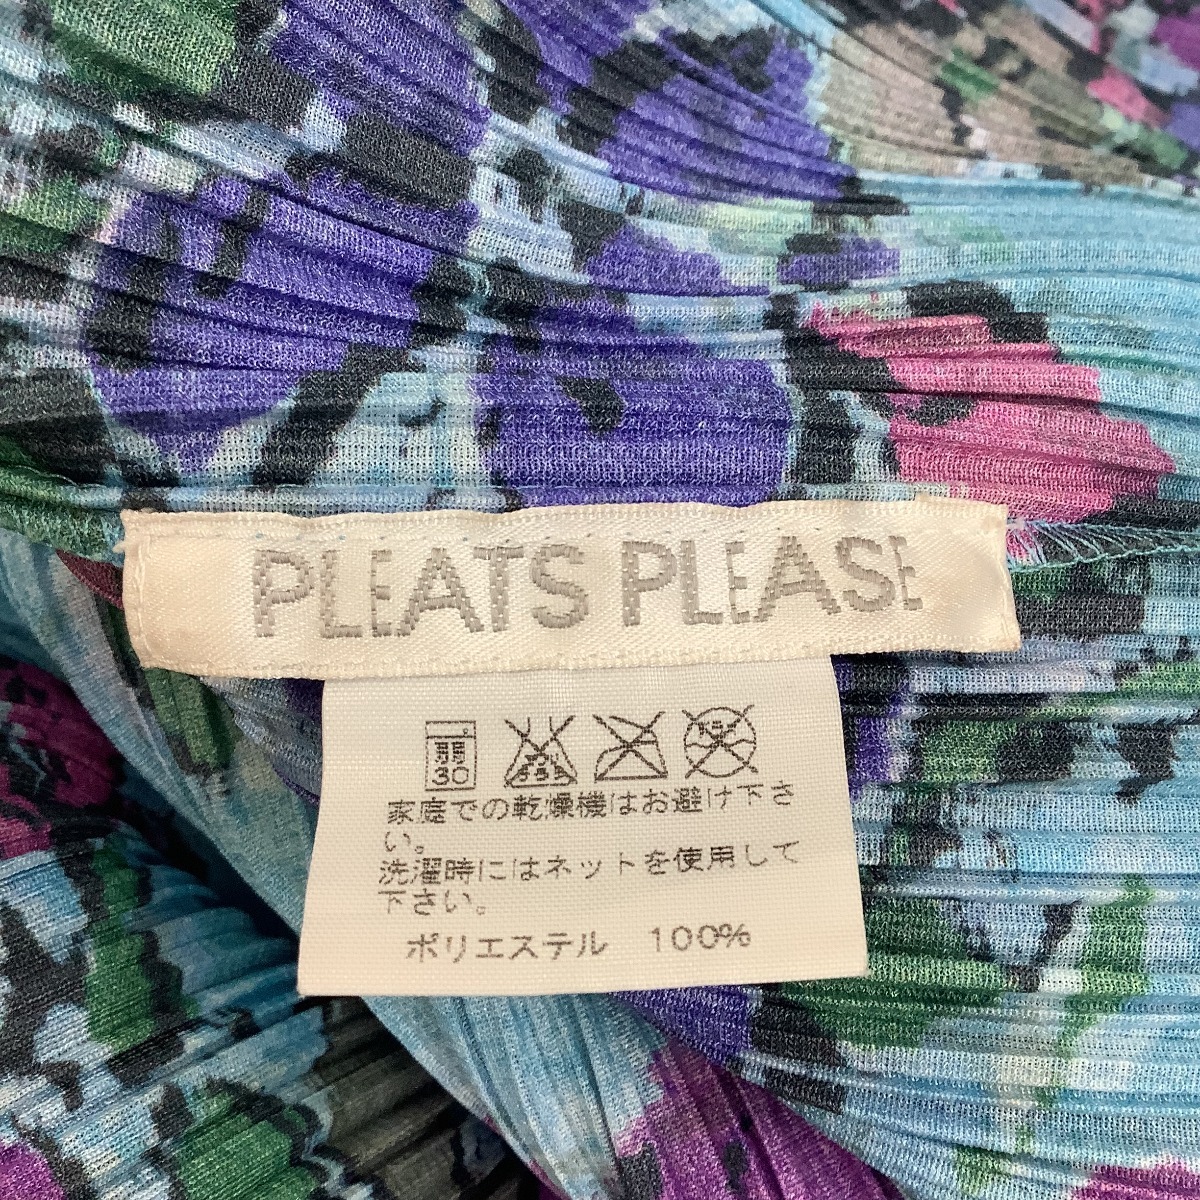 PLEATS PLEASE
弱
30
家庭での乾燥機はお避け下さ
い。
洗濯時にはネットを使用して
下さい。
ポリエステル 100%